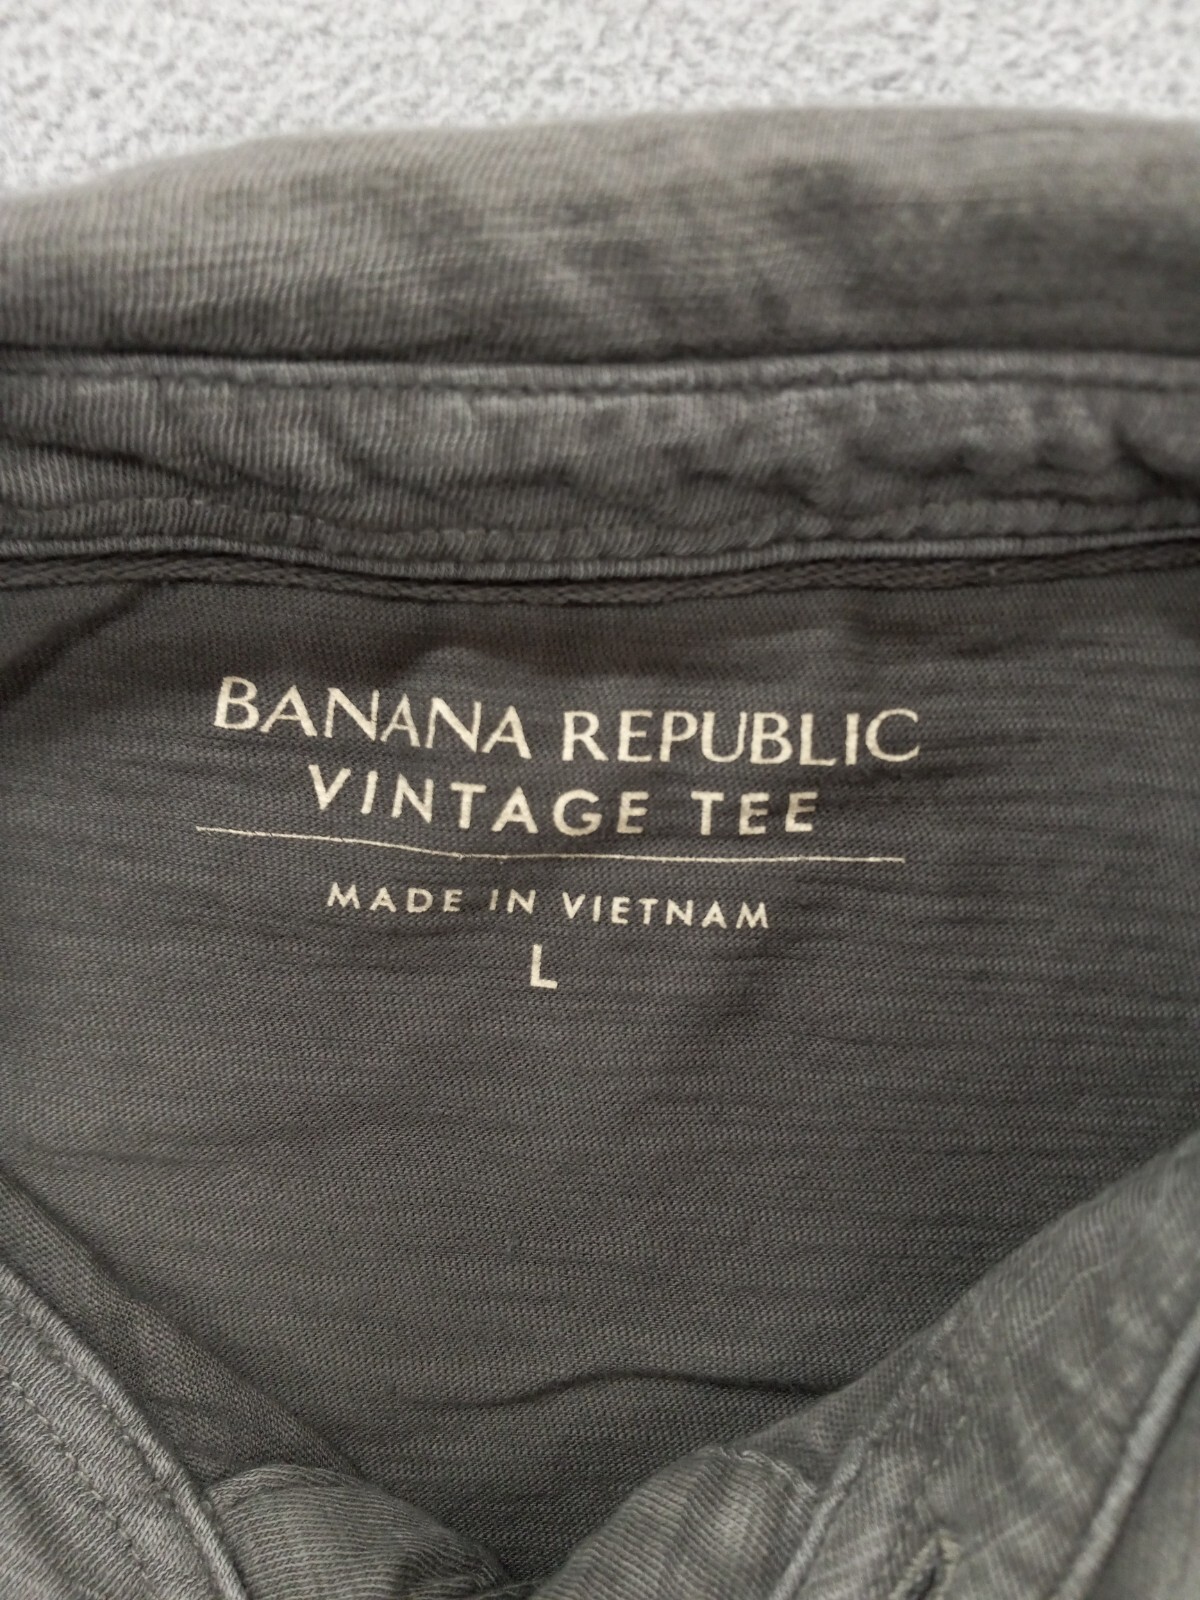 BANANA REPUBLIC
VINTAGE TEE
MADE IN VIETNAM
L